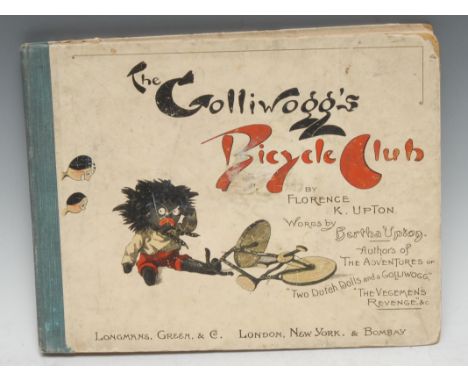 The
Golliwogg's
Bicycle Club
BY
FLORENCE
K. UPTON
WORDS by
Bertha Upton.
Authors of
THE ADVENTURES OF
"Two Dutch Dolls and a GOLLIWOGG"
"THE VEGE-MEN'S
REVENGE," &c
LONGMANS, GREEN, & Co. LONDON, NEW YORK, & BOMBAY